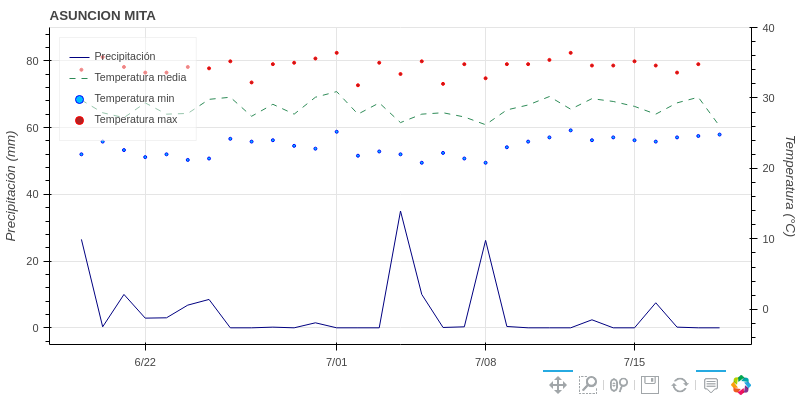 ASUNCION MITA
Precipitación
Temperatura media
Temperatura min
Temperatura max
Precipitación (mm)
80
60
40
20
0
Temperatura (°C)
40
30
20
10
0
6/22
7/01
7/08
7/15